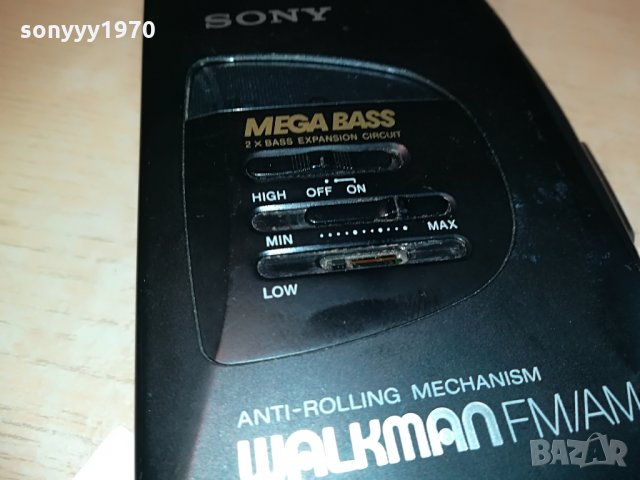 sonyyy1970
SONY
MEGA BASS
2 X BASS EXPANSION CIRCUIT
HIGH OFF ON
MIN MAX
LOW
ANTI-ROLLING MECHANISM
WALKMAN FM/AM
BAZAR